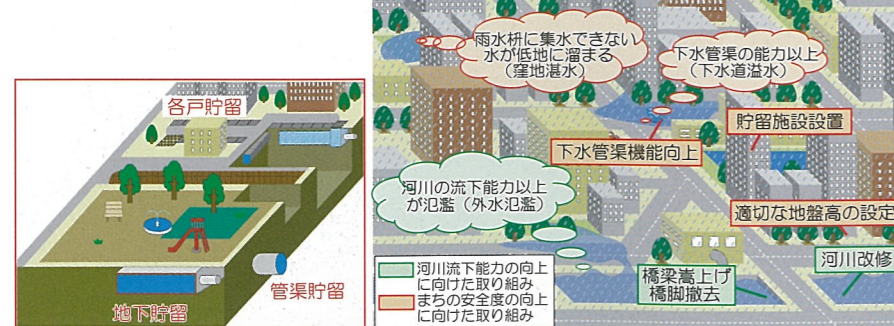 各戸貯留
地下貯留
管渠貯留
雨水枡に集水できない
水が低地に溜まる
(窪地湛水)
下水管渠の能力以上
(下水道溢水)
貯留施設設置
下水管渠機能向上
河川の流下能力以上
が氾濫(外水氾濫)
適切な地盤高の設定
河川改修
橋梁嵩上げ
橋脚撤去
河川流下能力の向上
に向けた取り組み
まちの安全度の向上
に向けた取り組み